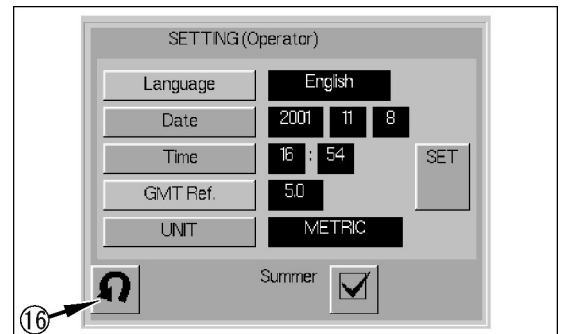 SETTING (Operator)
Language English
Date 2001 11 8
Time 16 : 54 SET
GMT Ref. 5.0
UNIT METRIC
Summer
16